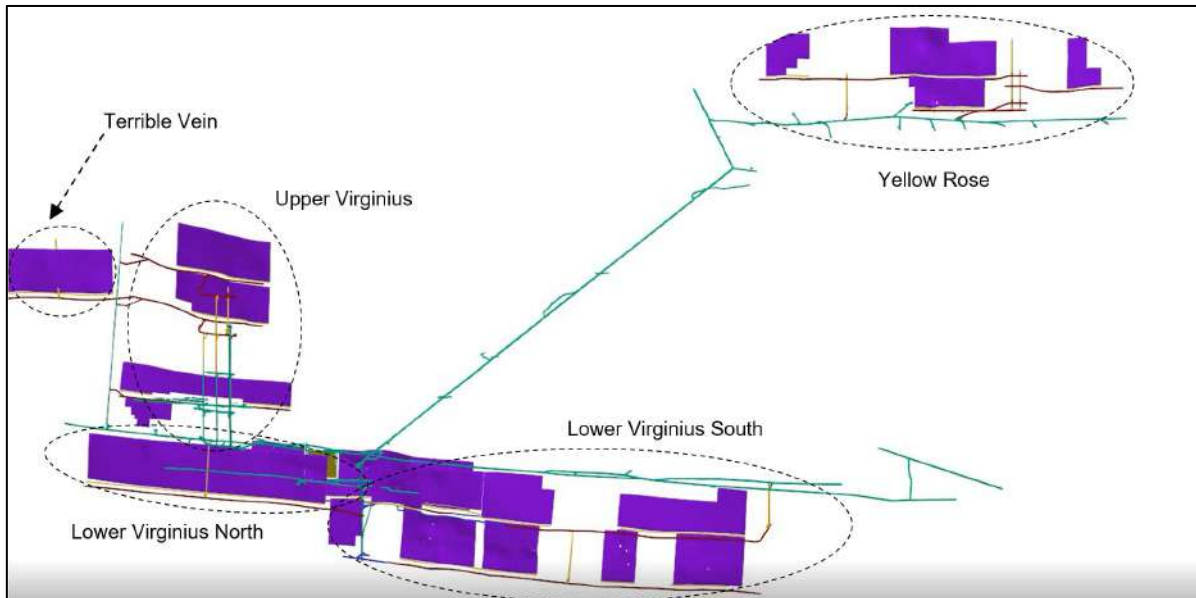 Terrible Vein
Upper Virginius
Yellow Rose
Lower Virginius South
Lower Virginius North